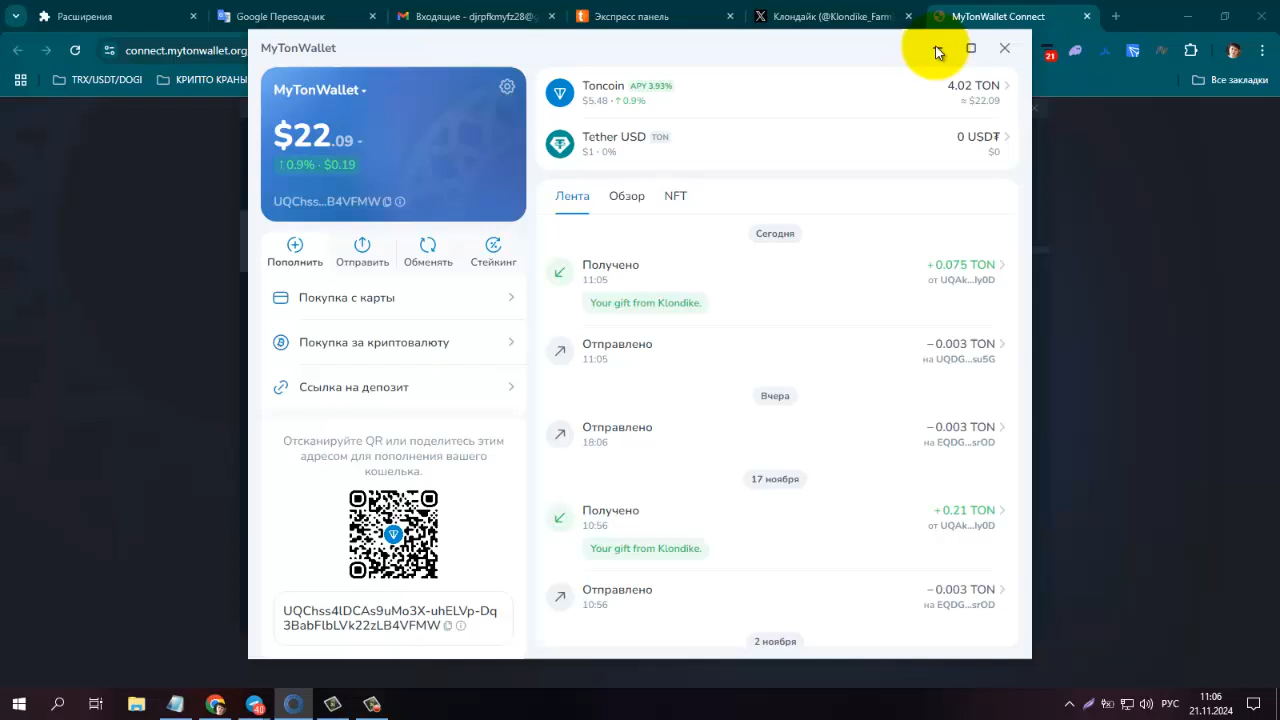 Расширения
Google Переводчик
Входящие - djrpfkmyfz28@g
Экспресс панель
Клондайк (@Klondike_Farm
MyTonWallet Connect
connect.mytonwallet.org
21
TRX/USDT/DOGI
КРИПТО КРАНЫ
Все закладки
MyTonWallet
MyTonWallet
$22.09
↑0.9% · $0.19
UQChss...B4VFMW
Пополнить
Отправить
Обменять
Стейкинг
Покупка с карты
Покупка за криптовалюту
Ссылка на депозит
Отсканируйте QR или поделитесь этим
адресом для пополнения вашего
кошелька.
UQChss4lDCAs9uMo3X-uhELVp-Dq
3BabFlbLVk22zLB4VFMW
Toncoin APY 3.93%
4.02 TON
$5.48 · ↑0.9%
≈ $22.09
Tether USD TON
0 USD₮
$1 · 0%
$0
Лента
Обзор
NFT
Сегодня
Получено
+0.075 TON
11:05
от UQAk...ly0D
Your gift from Klondike.
Отправлено
–0.003 TON
11:05
на UQDG...su5G
Вчера
Отправлено
–0.003 TON
18:06
на EQDG...srOD
17 ноября
Получено
+0.21 TON
10:56
от UQAk...ly0D
Your gift from Klondike.
Отправлено
–0.003 TON
10:56
на EQDG...srOD
2 ноября
40
РУС
11:06
21.11.2024